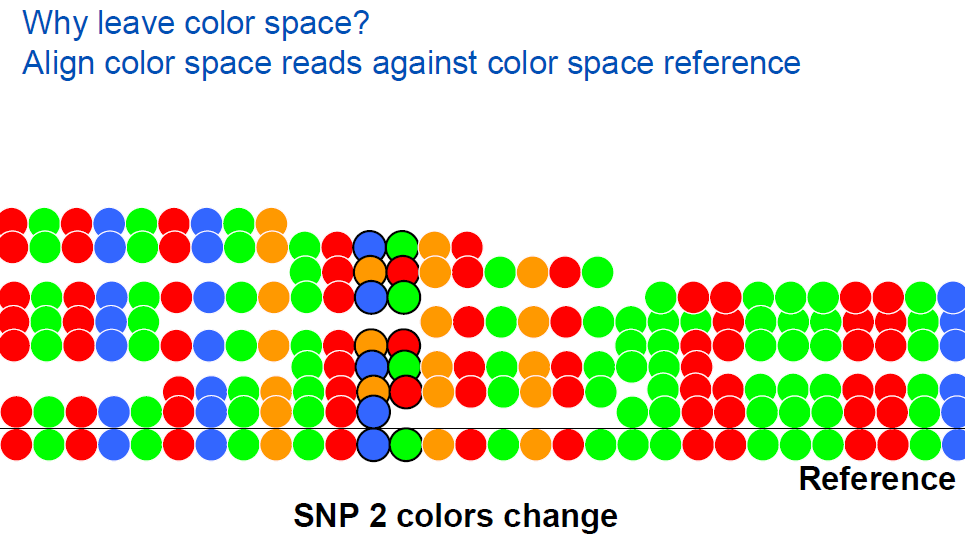 Why leave color space?
Align color space reads against color space reference
Reference
SNP 2 colors change